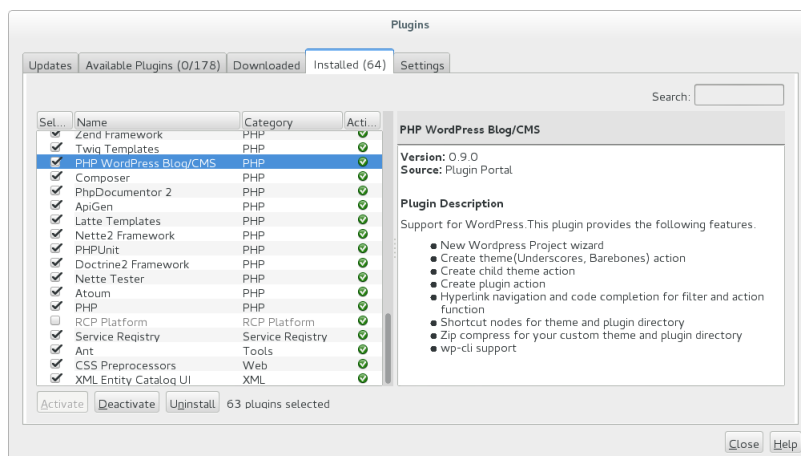 Plugins
Updates Available Plugins (0/178) Downloaded Installed (64) Settings
Search:
Sel... Name Category Acti...
Zend Framework PHP
Twig Templates PHP
PHP WordPress Blog/CMS PHP
Composer PHP
PhpDocumentor 2 PHP
ApiGen PHP
Latte Templates PHP
Nette2 Framework PHP
PHPUnit PHP
Doctrine2 Framework PHP
Nette Tester PHP
Atoum PHP
PHP PHP
RCP Platform RCP Platform
Service Registry Service Registry
Ant Tools
CSS Preprocessors Web
XML Entity Catalog UI XML
PHP WordPress Blog/CMS
Version: 0.9.0
Source: Plugin Portal
Plugin Description
Support for WordPress.This plugin provides the following features.
New Wordpress Project wizard
Create theme(Underscores, Barebones) action
Create child theme action
Create plugin action
Hyperlink navigation and code completion for filter and action
function
Shortcut nodes for theme and plugin directory
Zip compress for your custom theme and plugin directory
wp-cli support
Activate Deactivate Uninstall 63 plugins selected
Close Help